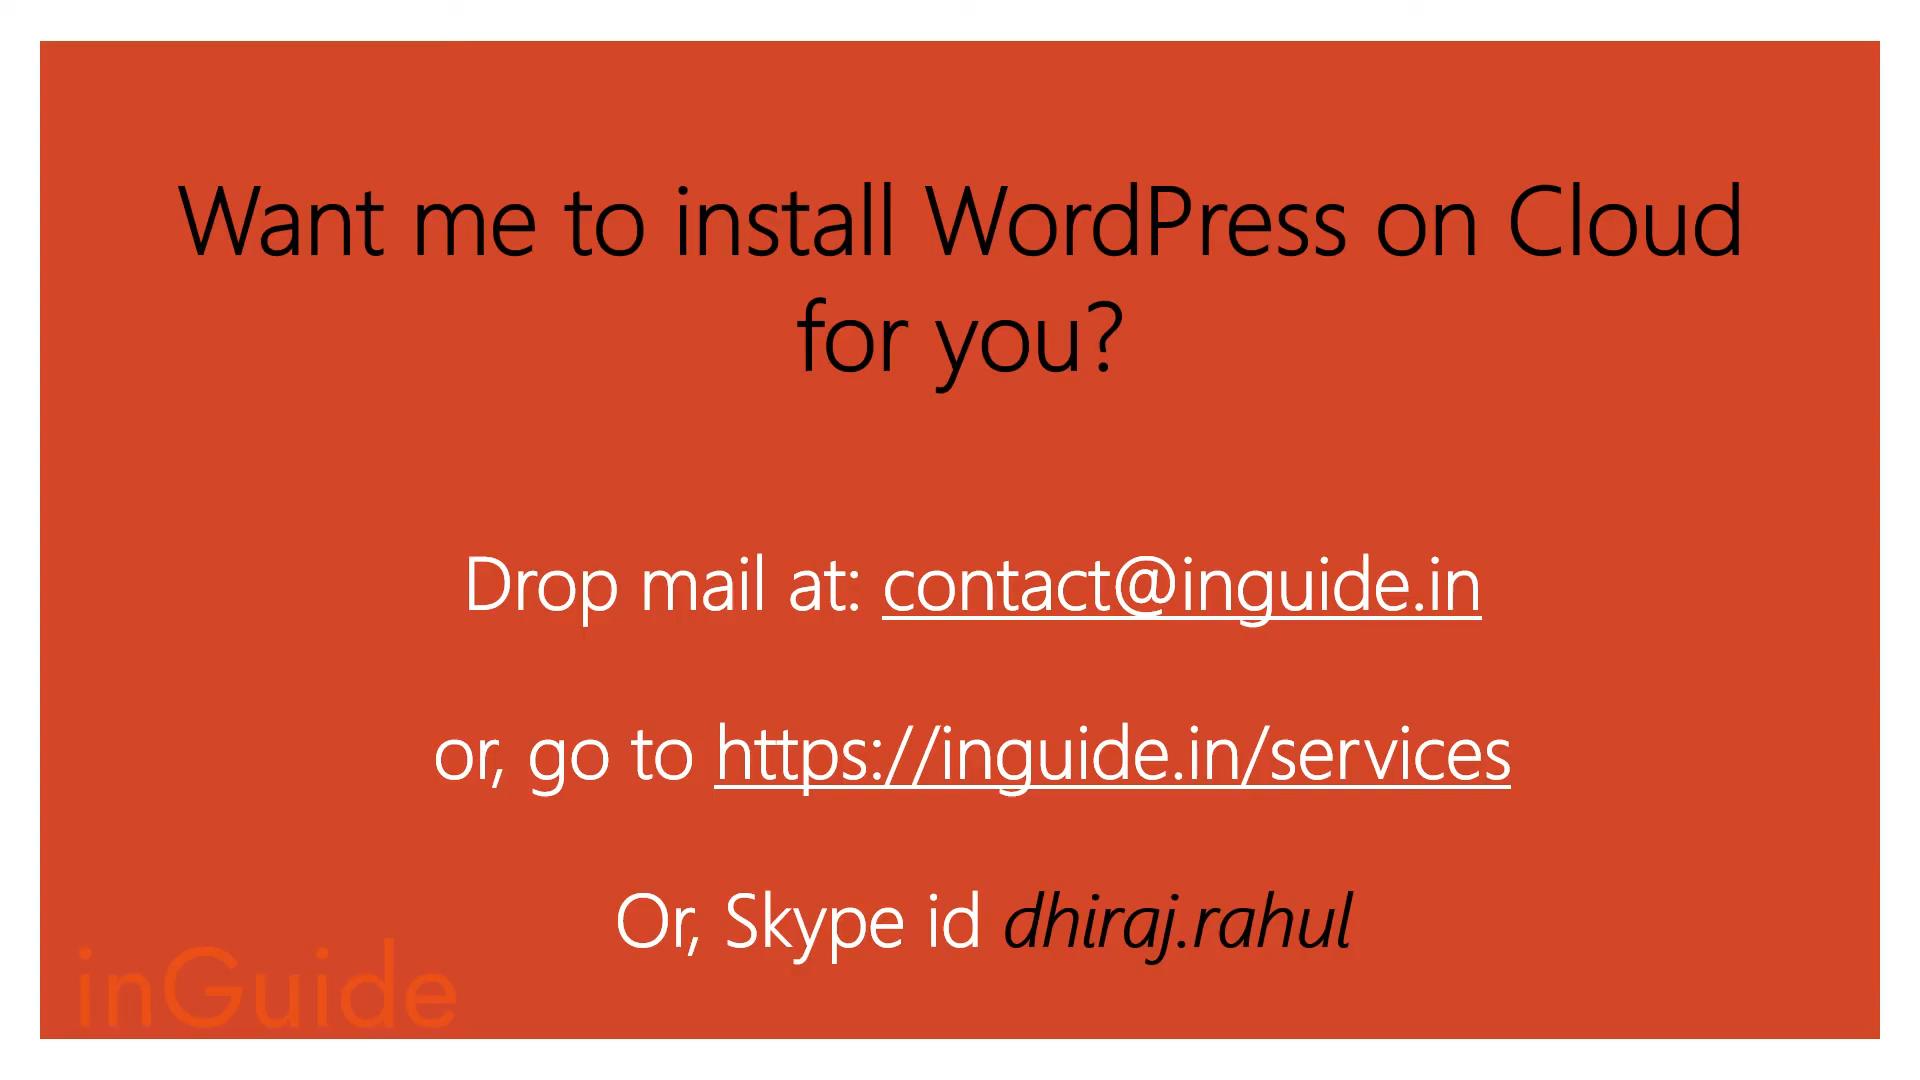 Want me to install WordPress on Cloud
for you?
Drop mail at: contact@inguide.in
or, go to https://inguide.in/services
Or, Skype id dhiraj.rahul
inGuide